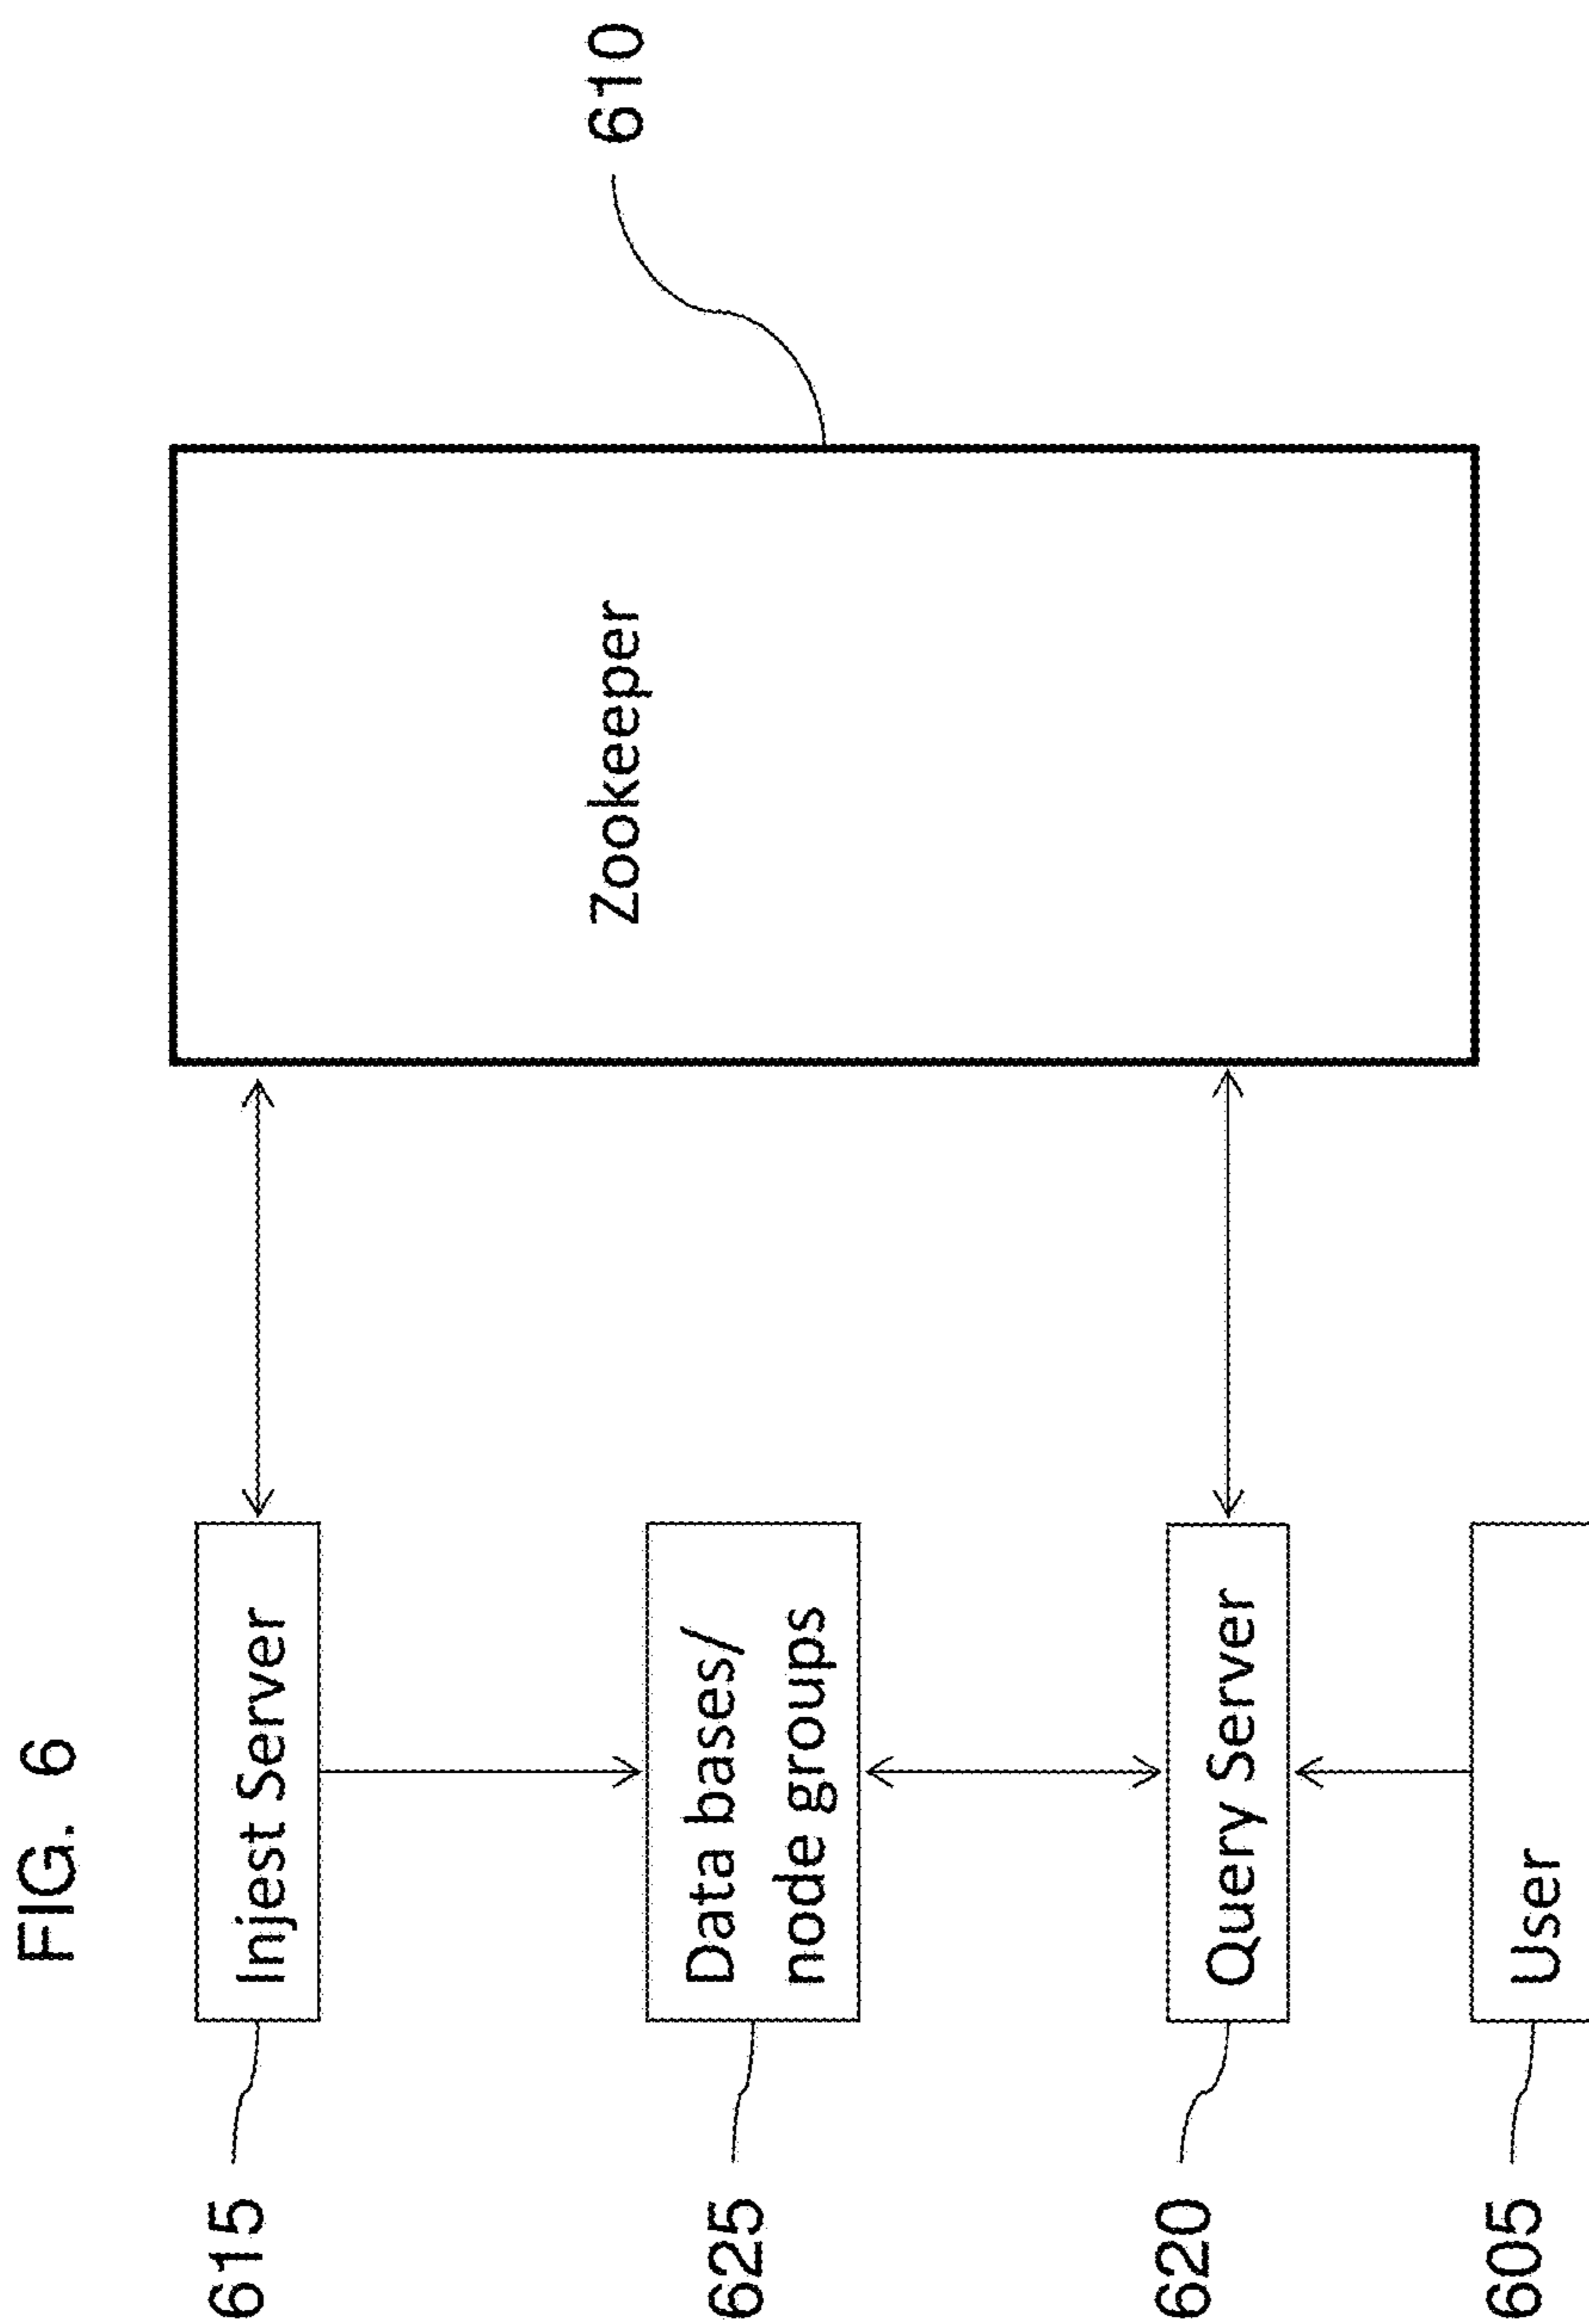 FIG. 6
615
Injest Server
625
Data bases/
node groups
620
Query Server
605
User
Zookeeper
610